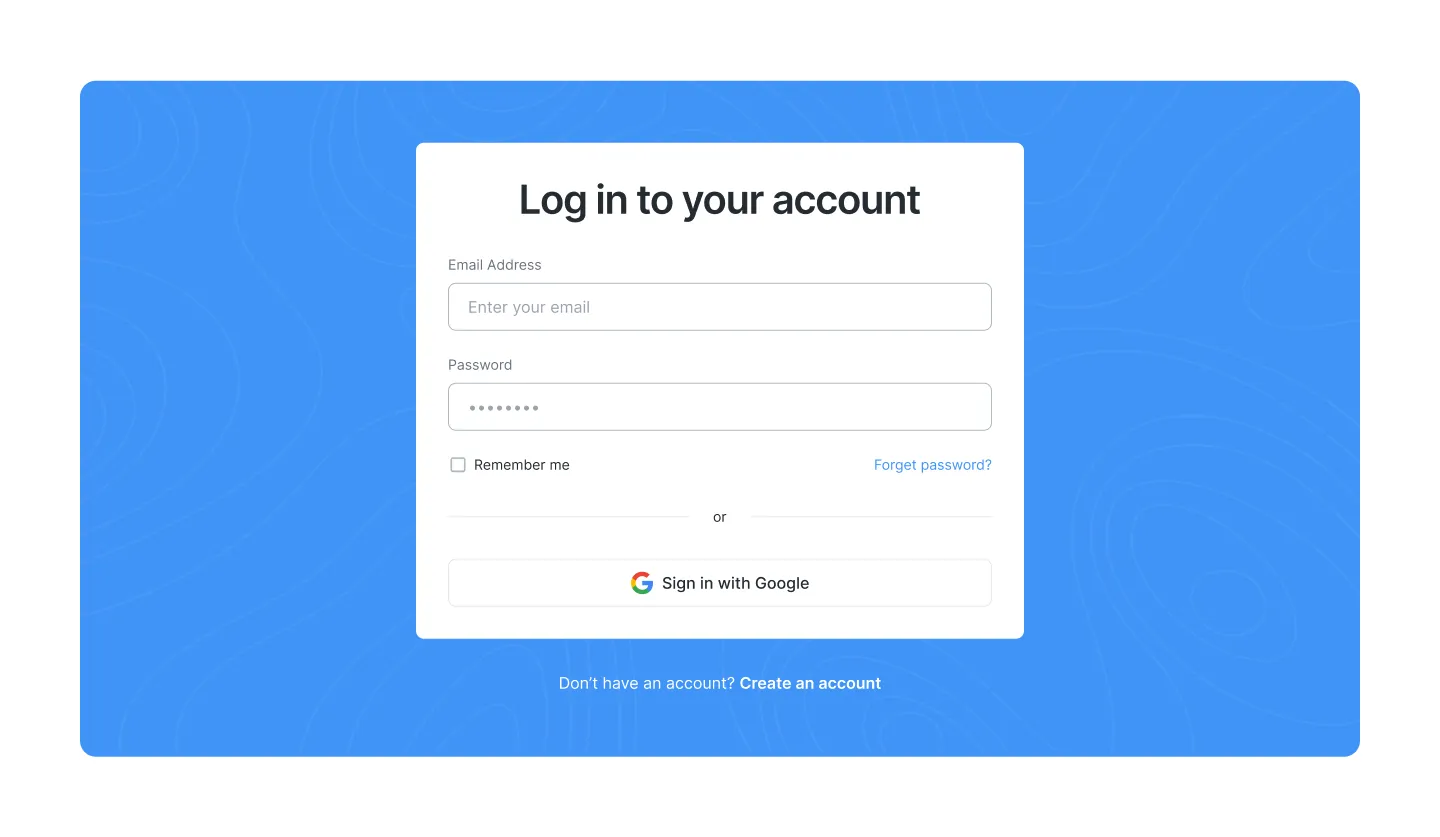 Log in to your account
Email Address
Enter your email
Password
••••••••
Remember me
Forget password?
or
Sign in with Google
Don’t have an account? Create an account